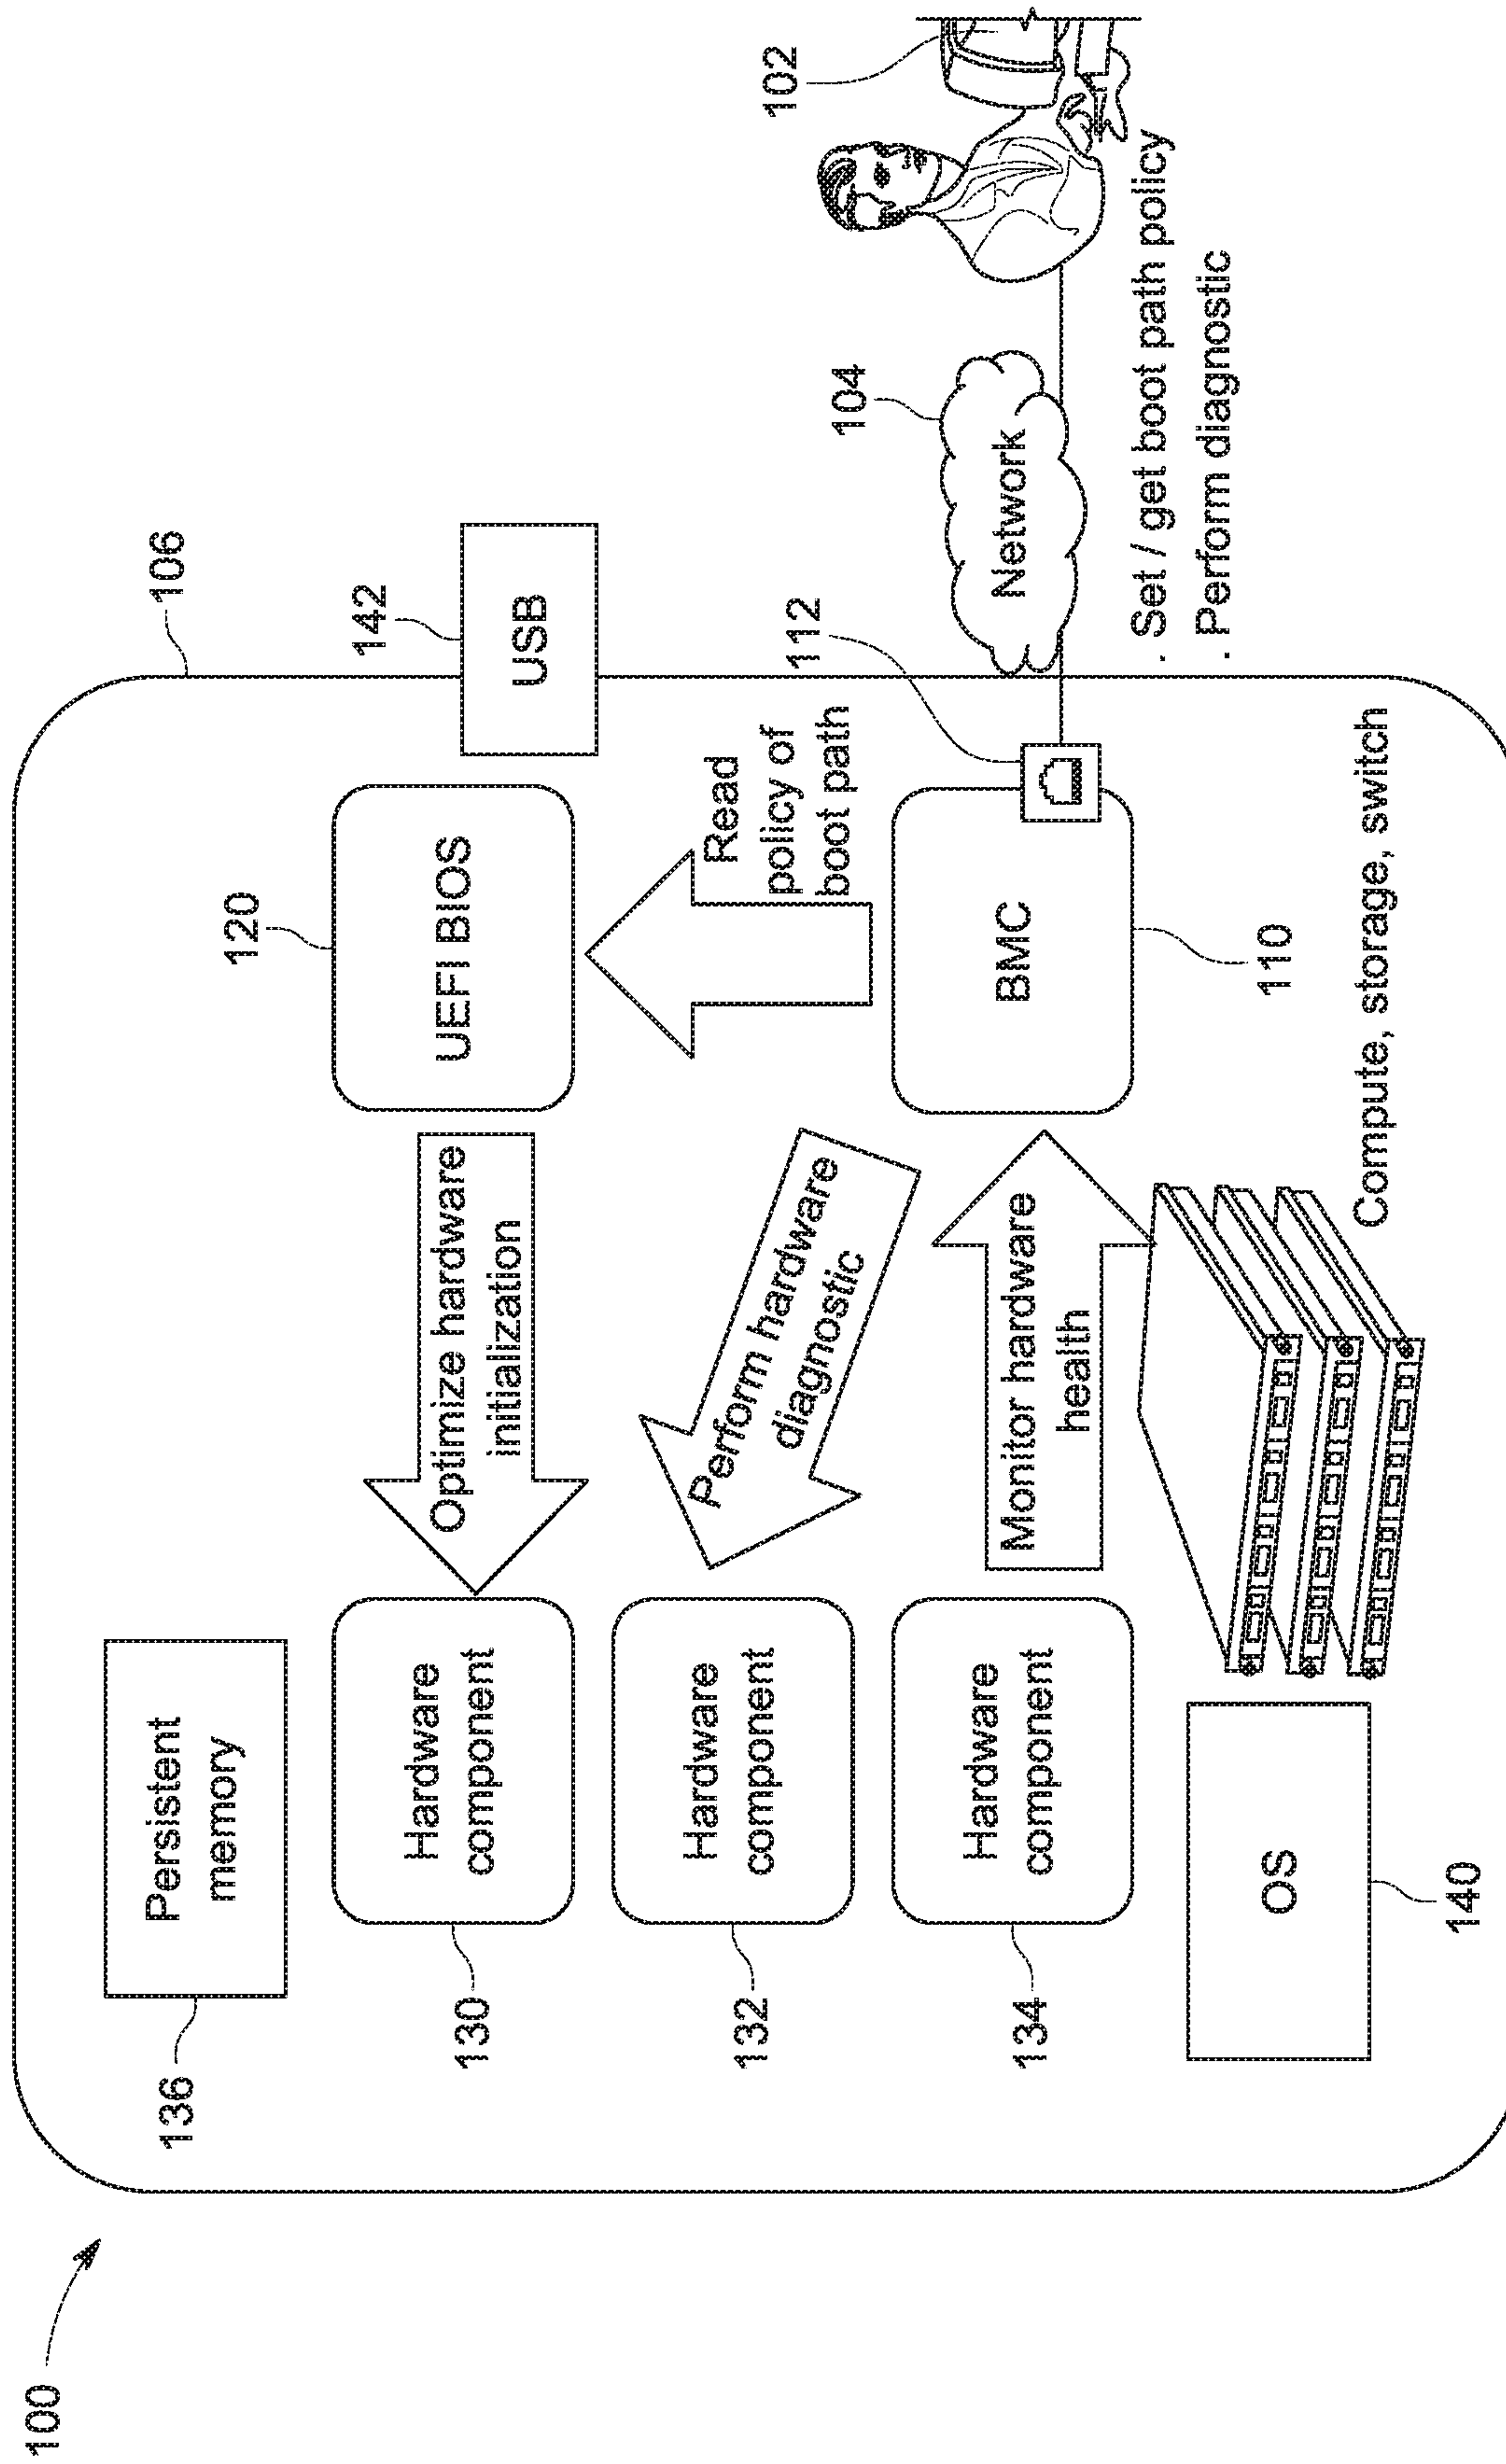 100
106
136
Persistent
memory
120
UEFI BIOS
142
USB
130
Hardware
component
Optimize hardware
initialization
Read
policy of
boot path
102
132
Hardware
component
Perform hardware
diagnostic
112
104
Network
134
Hardware
component
Monitor hardware
health
BMC
110
. Set / get boot path policy
. Perform diagnostic
OS
140
Compute, storage, switch